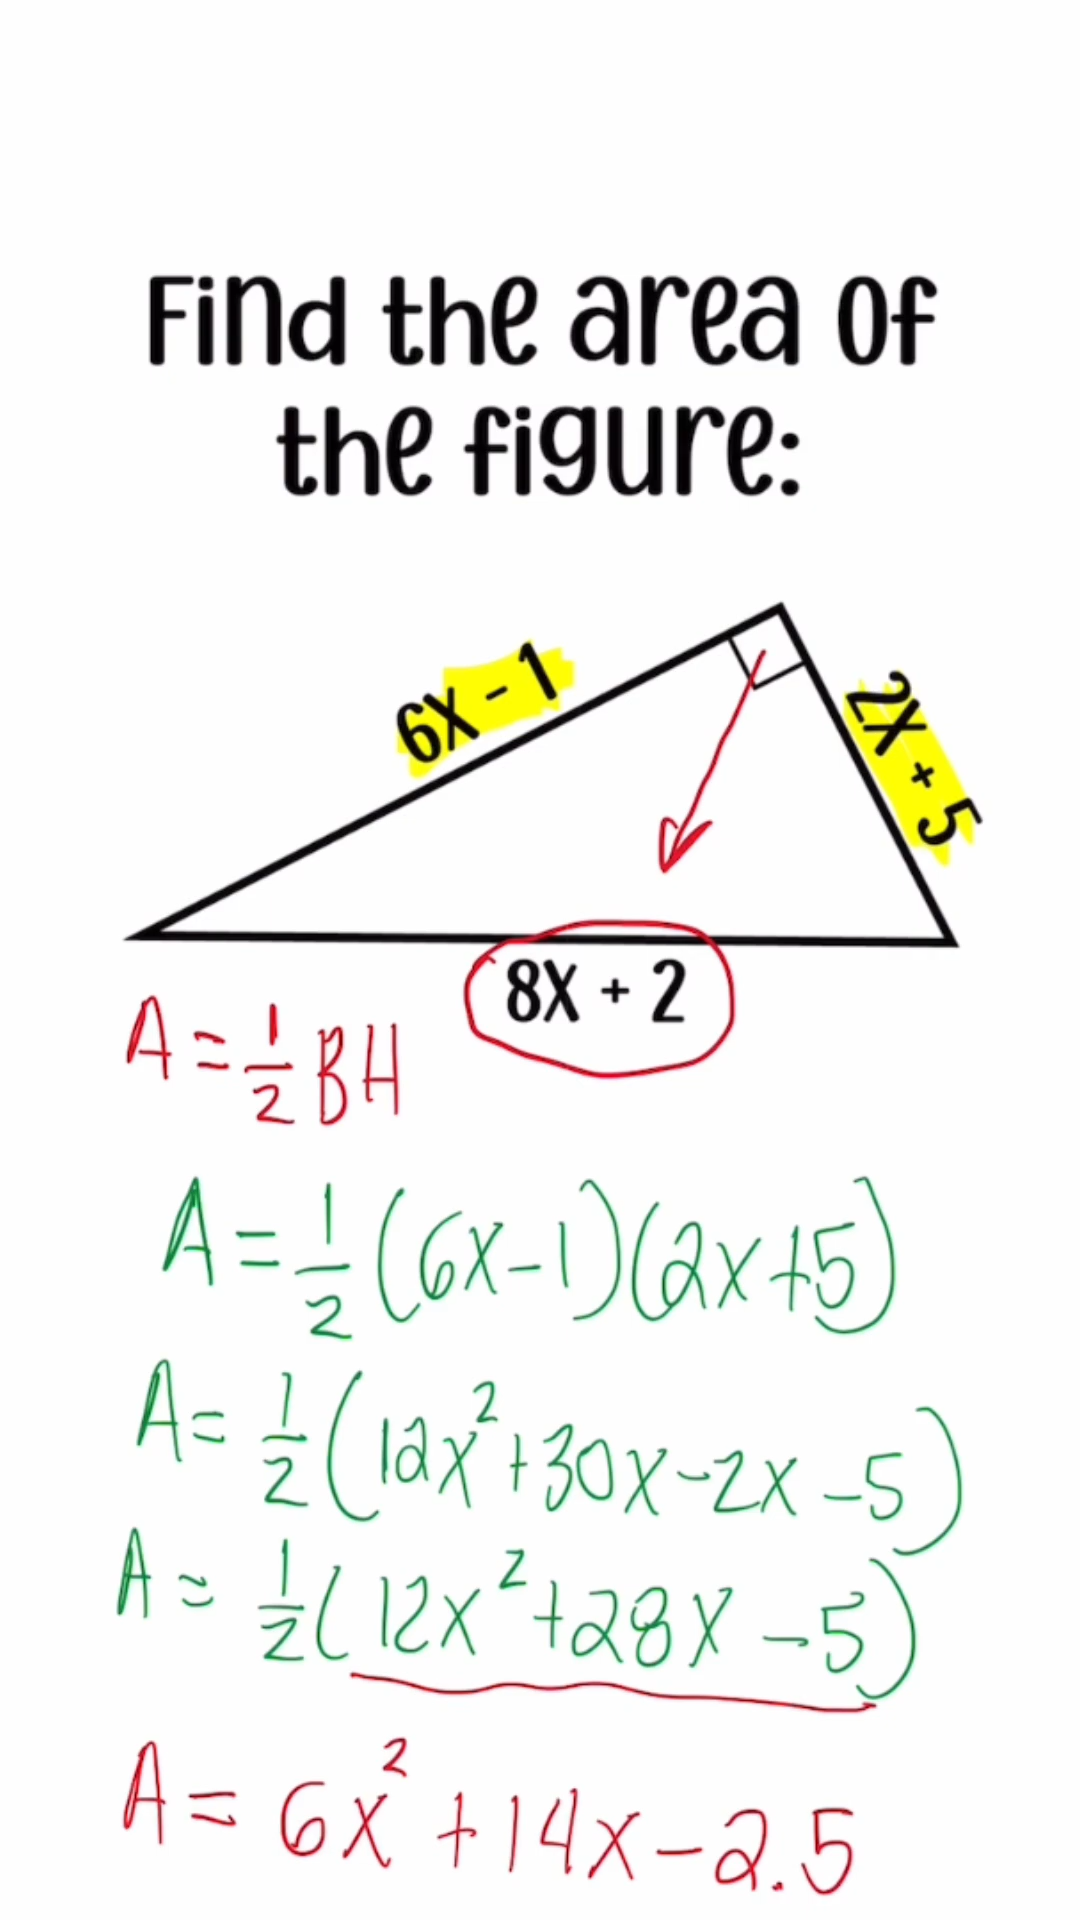 Find the area of
the figure:
6X - 1
2X + 5
8X + 2
A = 1/2 BH
A = 1/2 (6x-1)(2x+5)
A = 1/2 (12x²+30x-2x-5)
A = 1/2 (12x²+28x-5)
A = 6x²+14x-2.5